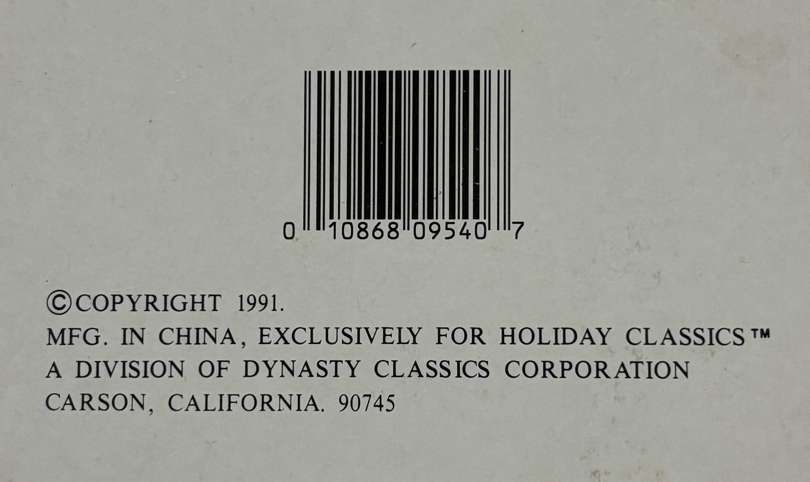 0 10868 09540 7
©COPYRIGHT 1991.
MFG. IN CHINA, EXCLUSIVELY FOR HOLIDAY CLASSICS™
A DIVISION OF DYNASTY CLASSICS CORPORATION
CARSON, CALIFORNIA. 90745